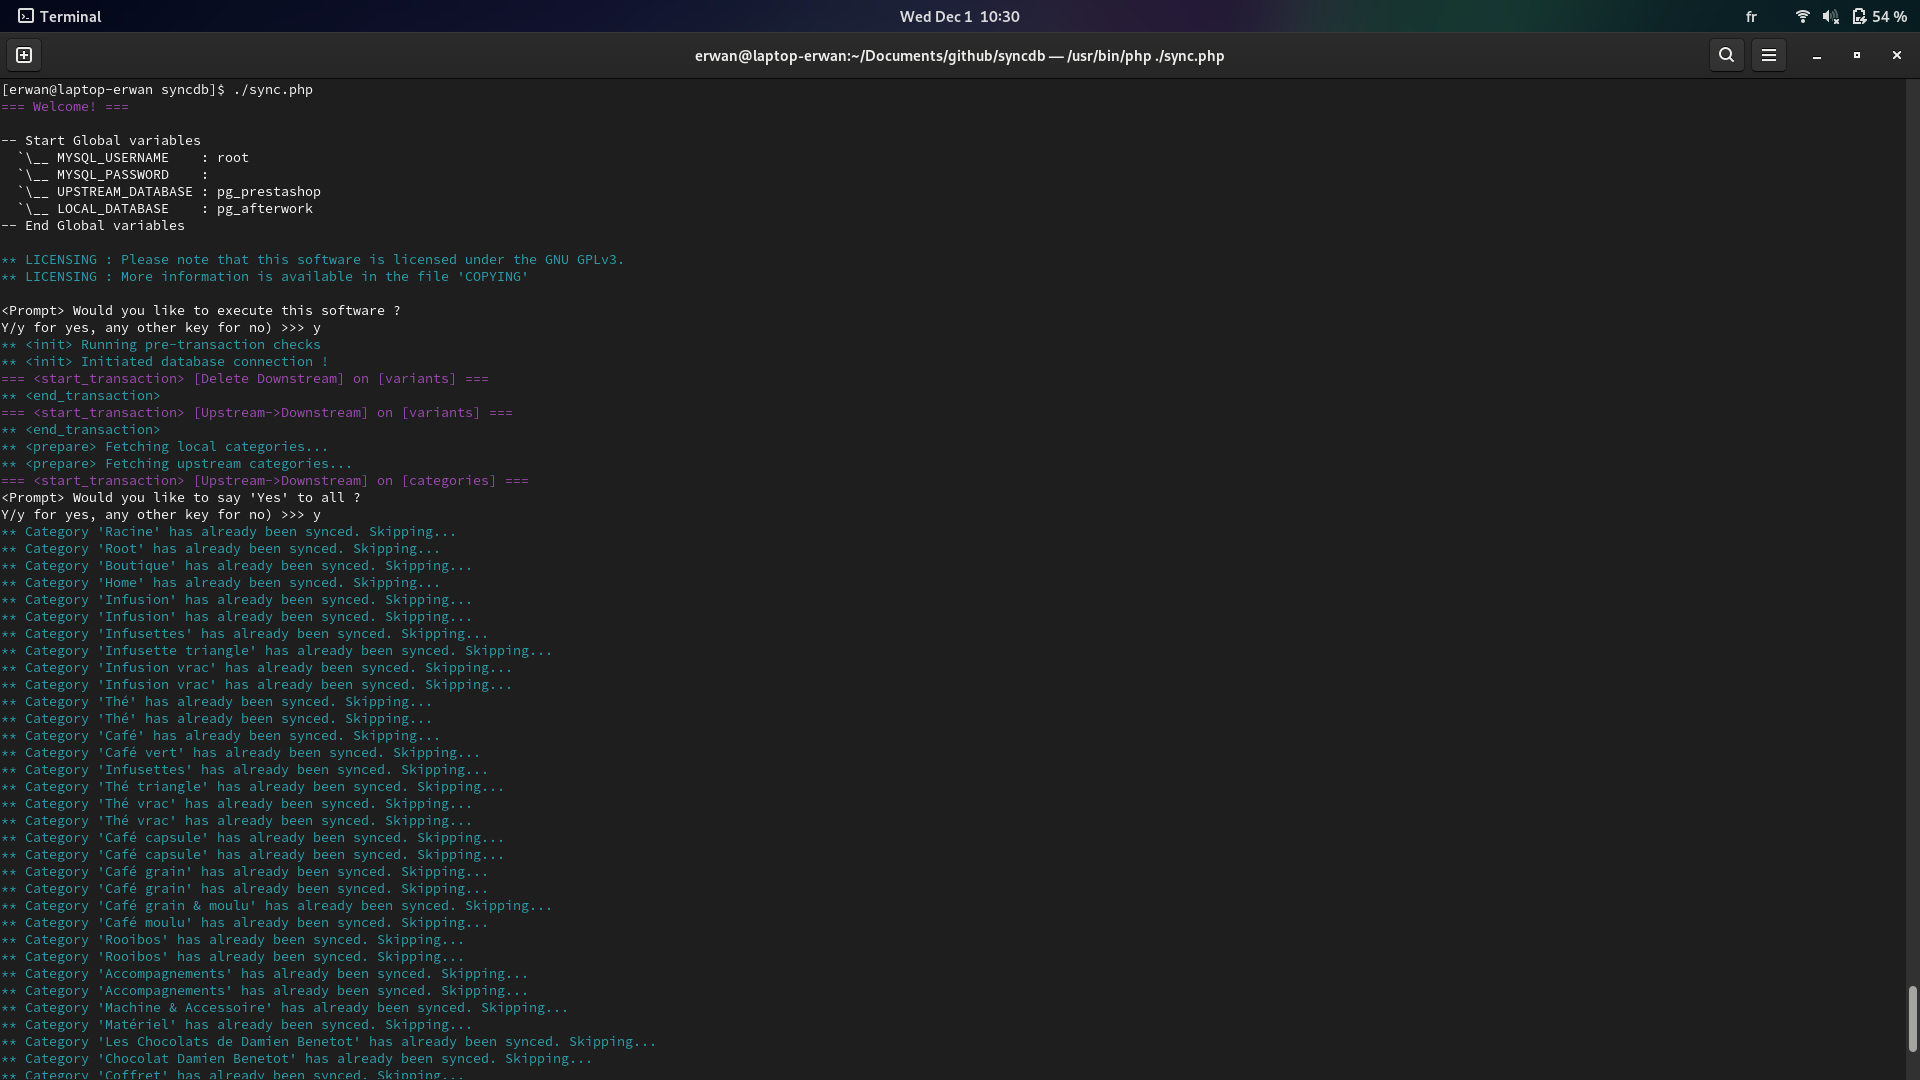 Terminal
Wed Dec 1 10:30
fr
54 %
erwan@laptop-erwan:~/Documents/github/syncdb — /usr/bin/php ./sync.php
[erwan@laptop-erwan syncdb]$ ./sync.php
=== Welcome! ===
-- Start Global variables
`\__ MYSQL_USERNAME : root
`\__ MYSQL_PASSWORD :
`\__ UPSTREAM_DATABASE : pg_prestashop
`\__ LOCAL_DATABASE : pg_afterwork
-- End Global variables
** LICENSING : Please note that this software is licensed under the GNU GPLv3.
** LICENSING : More information is available in the file 'COPYING'
<Prompt> Would you like to execute this software ?
Y/y for yes, any other key for no) >>> y
** <init> Running pre-transaction checks
** <init> Initiated database connection !
=== <start_transaction> [Delete Downstream] on [variants] ===
** <end_transaction>
=== <start_transaction> [Upstream->Downstream] on [variants] ===
** <end_transaction>
** <prepare> Fetching local categories...
** <prepare> Fetching upstream categories...
=== <start_transaction> [Upstream->Downstream] on [categories] ===
<Prompt> Would you like to say 'Yes' to all ?
Y/y for yes, any other key for no) >>> y
** Category 'Racine' has already been synced. Skipping...
** Category 'Root' has already been synced. Skipping...
** Category 'Boutique' has already been synced. Skipping...
** Category 'Home' has already been synced. Skipping...
** Category 'Infusion' has already been synced. Skipping...
** Category 'Infusion' has already been synced. Skipping...
** Category 'Infusettes' has already been synced. Skipping...
** Category 'Infusette triangle' has already been synced. Skipping...
** Category 'Infusion vrac' has already been synced. Skipping...
** Category 'Infusion vrac' has already been synced. Skipping...
** Category 'Thé' has already been synced. Skipping...
** Category 'Thé' has already been synced. Skipping...
** Category 'Café' has already been synced. Skipping...
** Category 'Café vert' has already been synced. Skipping...
** Category 'Infusettes' has already been synced. Skipping...
** Category 'Thé triangle' has already been synced. Skipping...
** Category 'Thé vrac' has already been synced. Skipping...
** Category 'Thé vrac' has already been synced. Skipping...
** Category 'Café capsule' has already been synced. Skipping...
** Category 'Café capsule' has already been synced. Skipping...
** Category 'Café grain' has already been synced. Skipping...
** Category 'Café grain' has already been synced. Skipping...
** Category 'Café grain & moulu' has already been synced. Skipping...
** Category 'Café moulu' has already been synced. Skipping...
** Category 'Rooibos' has already been synced. Skipping...
** Category 'Rooibos' has already been synced. Skipping...
** Category 'Accompagnements' has already been synced. Skipping...
** Category 'Accompagnements' has already been synced. Skipping...
** Category 'Machine & Accessoire' has already been synced. Skipping...
** Category 'Matériel' has already been synced. Skipping...
** Category 'Les Chocolats de Damien Benetot' has already been synced. Skipping...
** Category 'Chocolat Damien Benetot' has already been synced. Skipping...
** Category 'Coffret' has already been synced. Skipping...